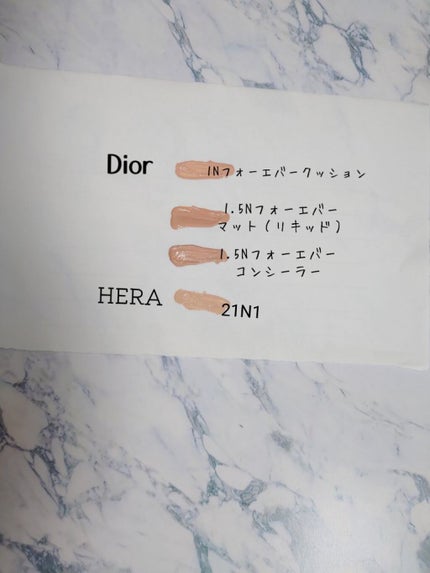 Dior
1Nフォーエバークッション
1.5Nフォーエバー
マット(リキッド)
1.5Nフォーエバー
コンシーラー
HERA
21N1